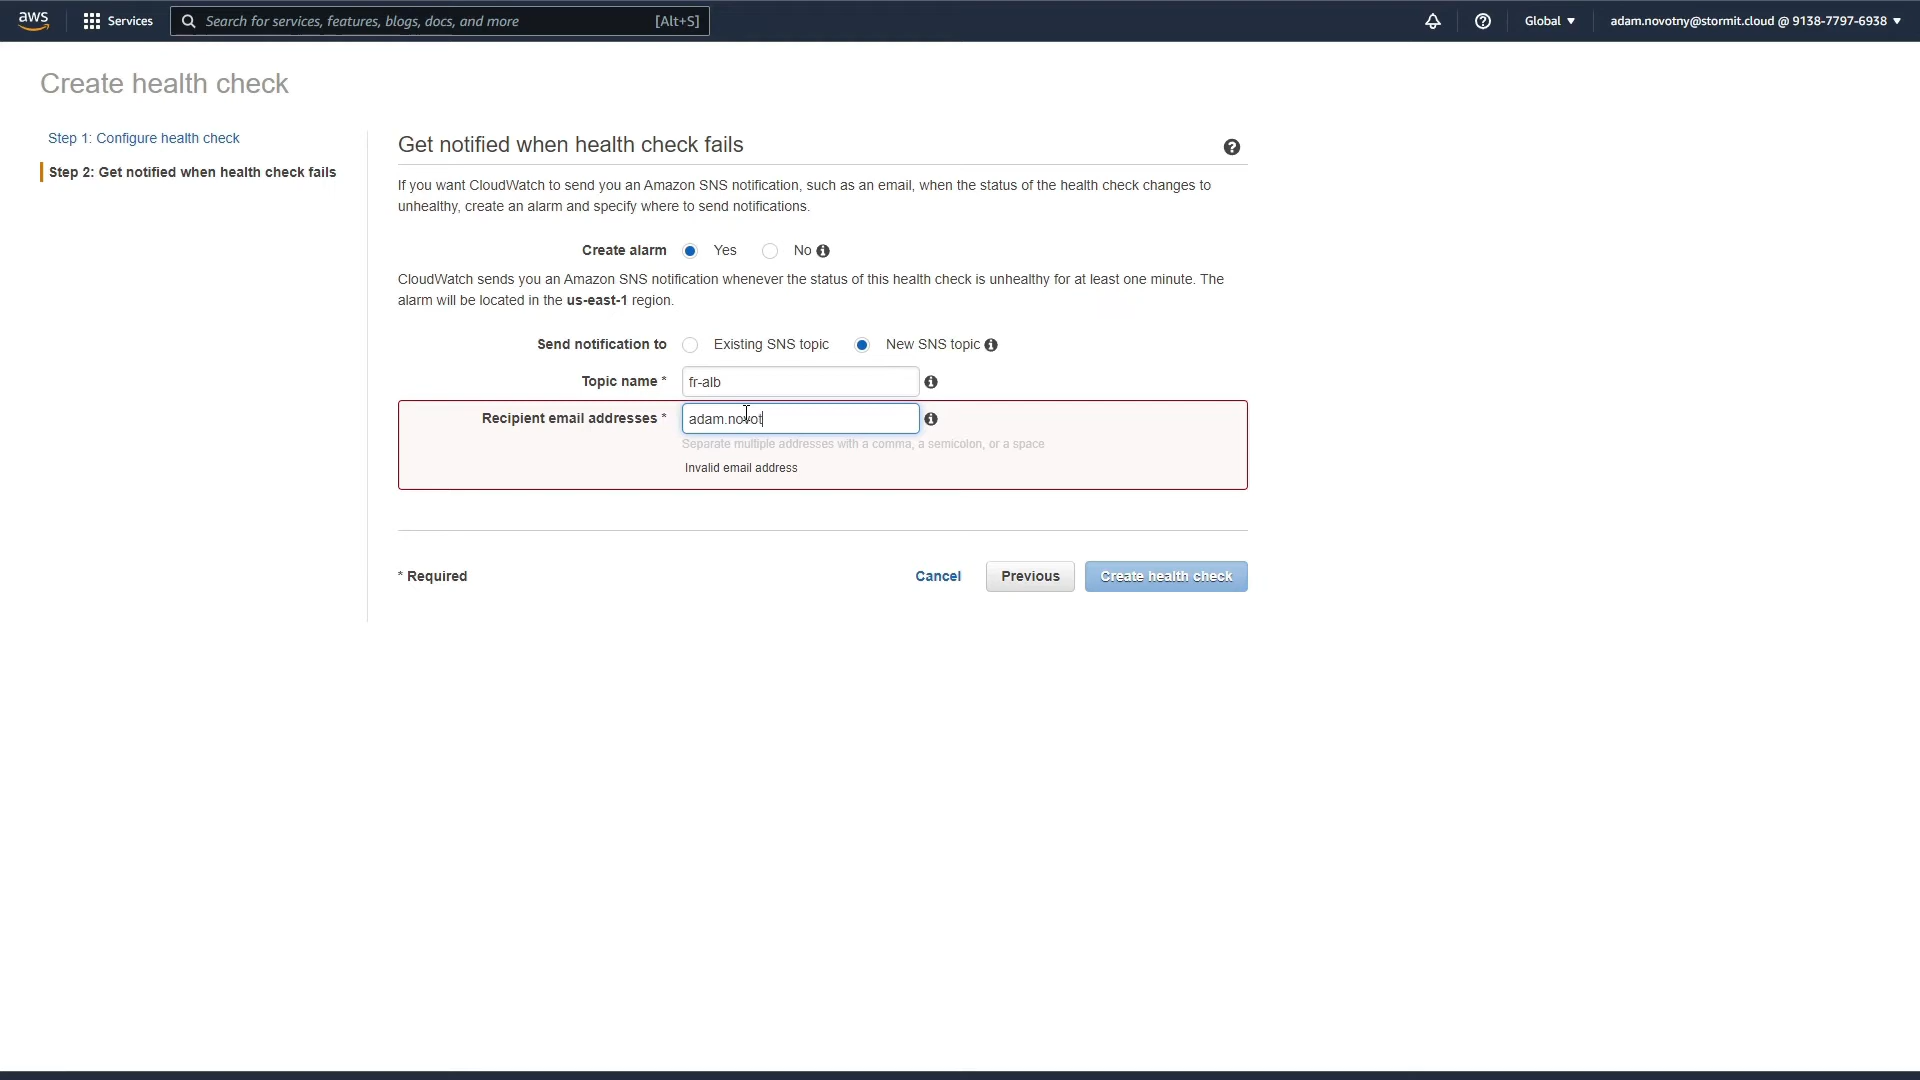 aws
Services
Search for services, features, blogs, docs, and more
[Alt+S]
Global
adam.novotny@stormit.cloud @ 9138-7797-6938
Create health check
Step 1: Configure health check
Step 2: Get notified when health check fails
Get notified when health check fails
If you want CloudWatch to send you an Amazon SNS notification, such as an email, when the status of the health check changes to
unhealthy, create an alarm and specify where to send notifications.
Create alarm Yes No
CloudWatch sends you an Amazon SNS notification whenever the status of this health check is unhealthy for at least one minute. The
alarm will be located in the us-east-1 region.
Send notification to Existing SNS topic New SNS topic
Topic name * fr-alb
Recipient email addresses * adam.novot
Separate multiple addresses with a comma, a semicolon, or a space
Invalid email address
* Required
Cancel Previous Create health check